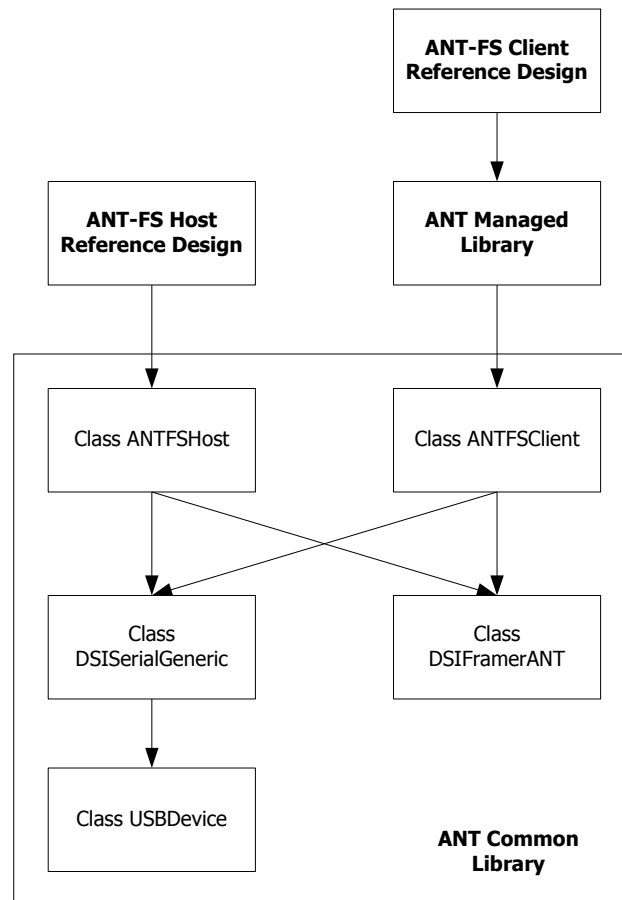 ANT-FS Client
Reference Design
ANT-FS Host
Reference Design
ANT Managed
Library
Class ANTFSHost
Class ANTFSClient
Class
DSISerialGeneric
Class
DSIFramerANT
Class USBDevice
ANT Common
Library